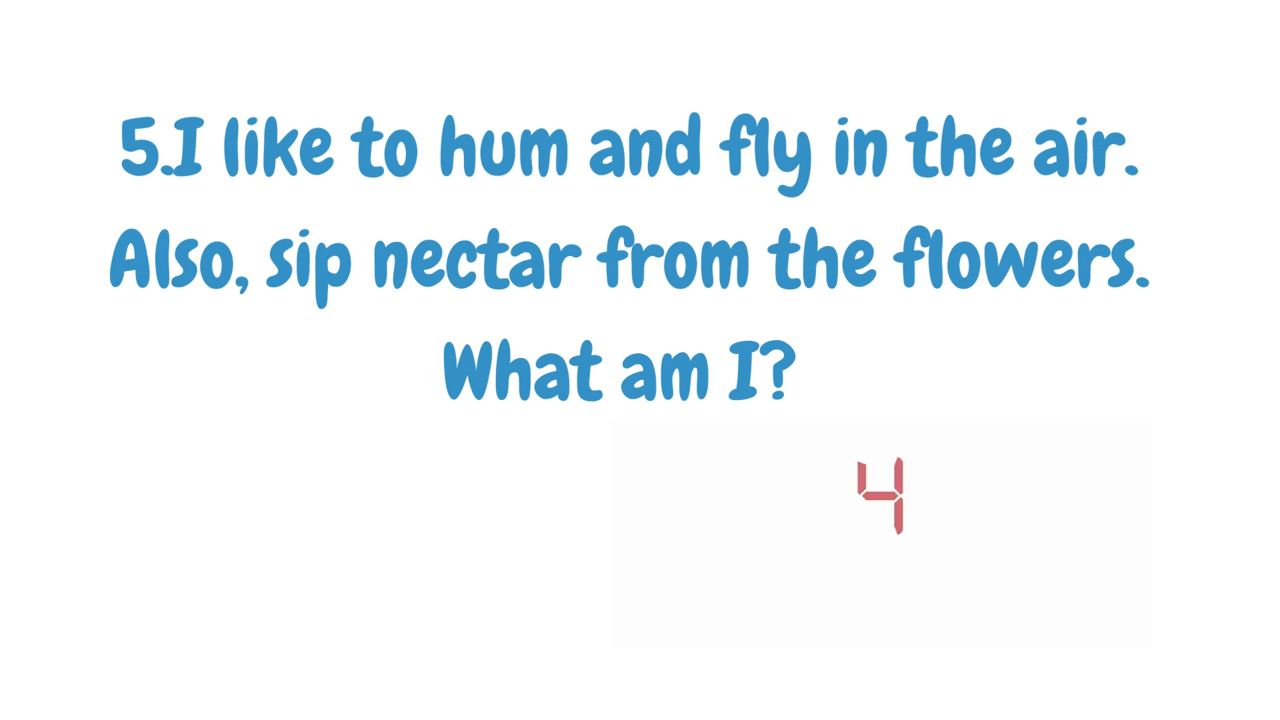 5.I like to hum and fly in the air.
Also, sip nectar from the flowers.
What am I?
4